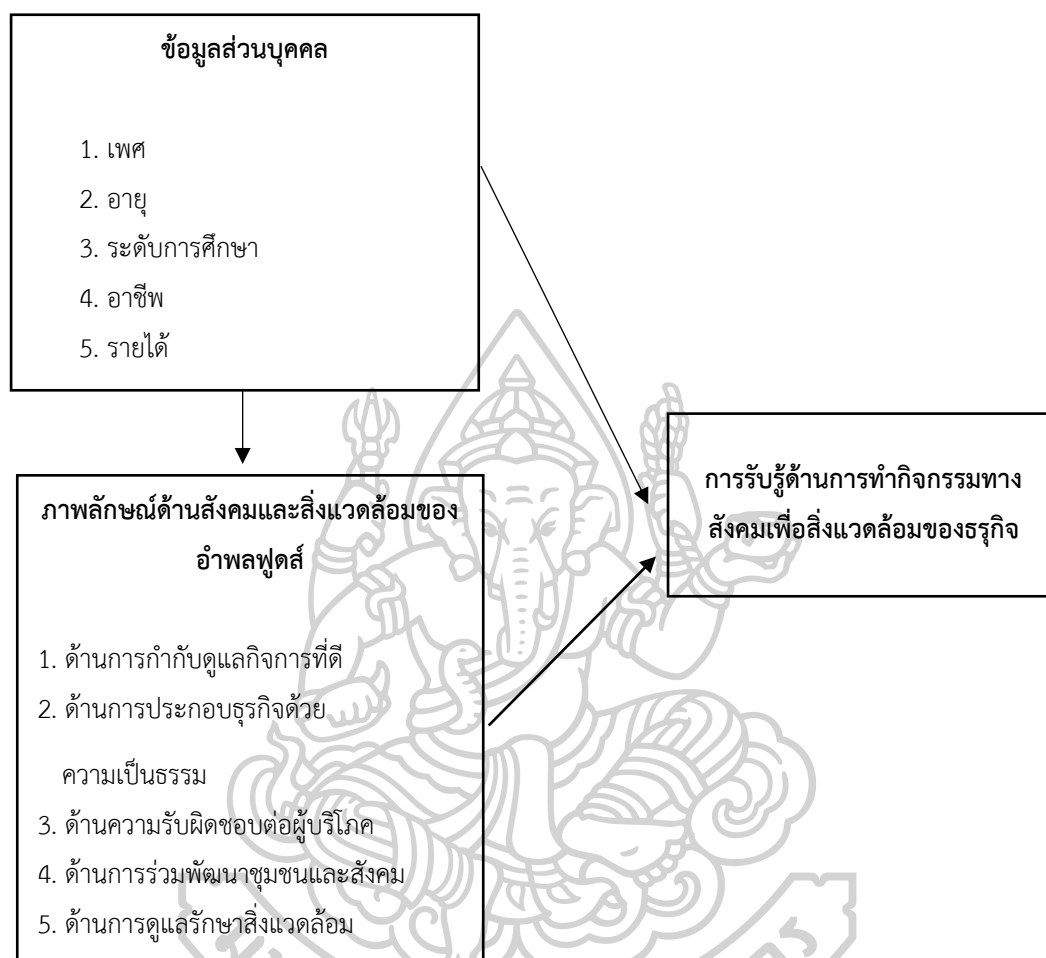 ข้อมูลส่วนบุคคล
1. เพศ
2. อายุ
3. ระดับการศึกษา
4. อาชีพ
5. รายได้
ภาพลักษณ์ด้านสังคมและสิ่งแวดล้อมของ
อำพลฟูดส์
1. ด้านการกำกับดูแลกิจการที่ดี
2. ด้านการประกอบธุรกิจด้วย
ความเป็นธรรม
3. ด้านความรับผิดชอบต่อผู้บริโภค
4. ด้านการร่วมพัฒนาชุมชนและสังคม
5. ด้านการดูแลรักษาสิ่งแวดล้อม
การรับรู้ด้านการทำกิจกรรมทาง
สังคมเพื่อสิ่งแวดล้อมของธุรกิจ